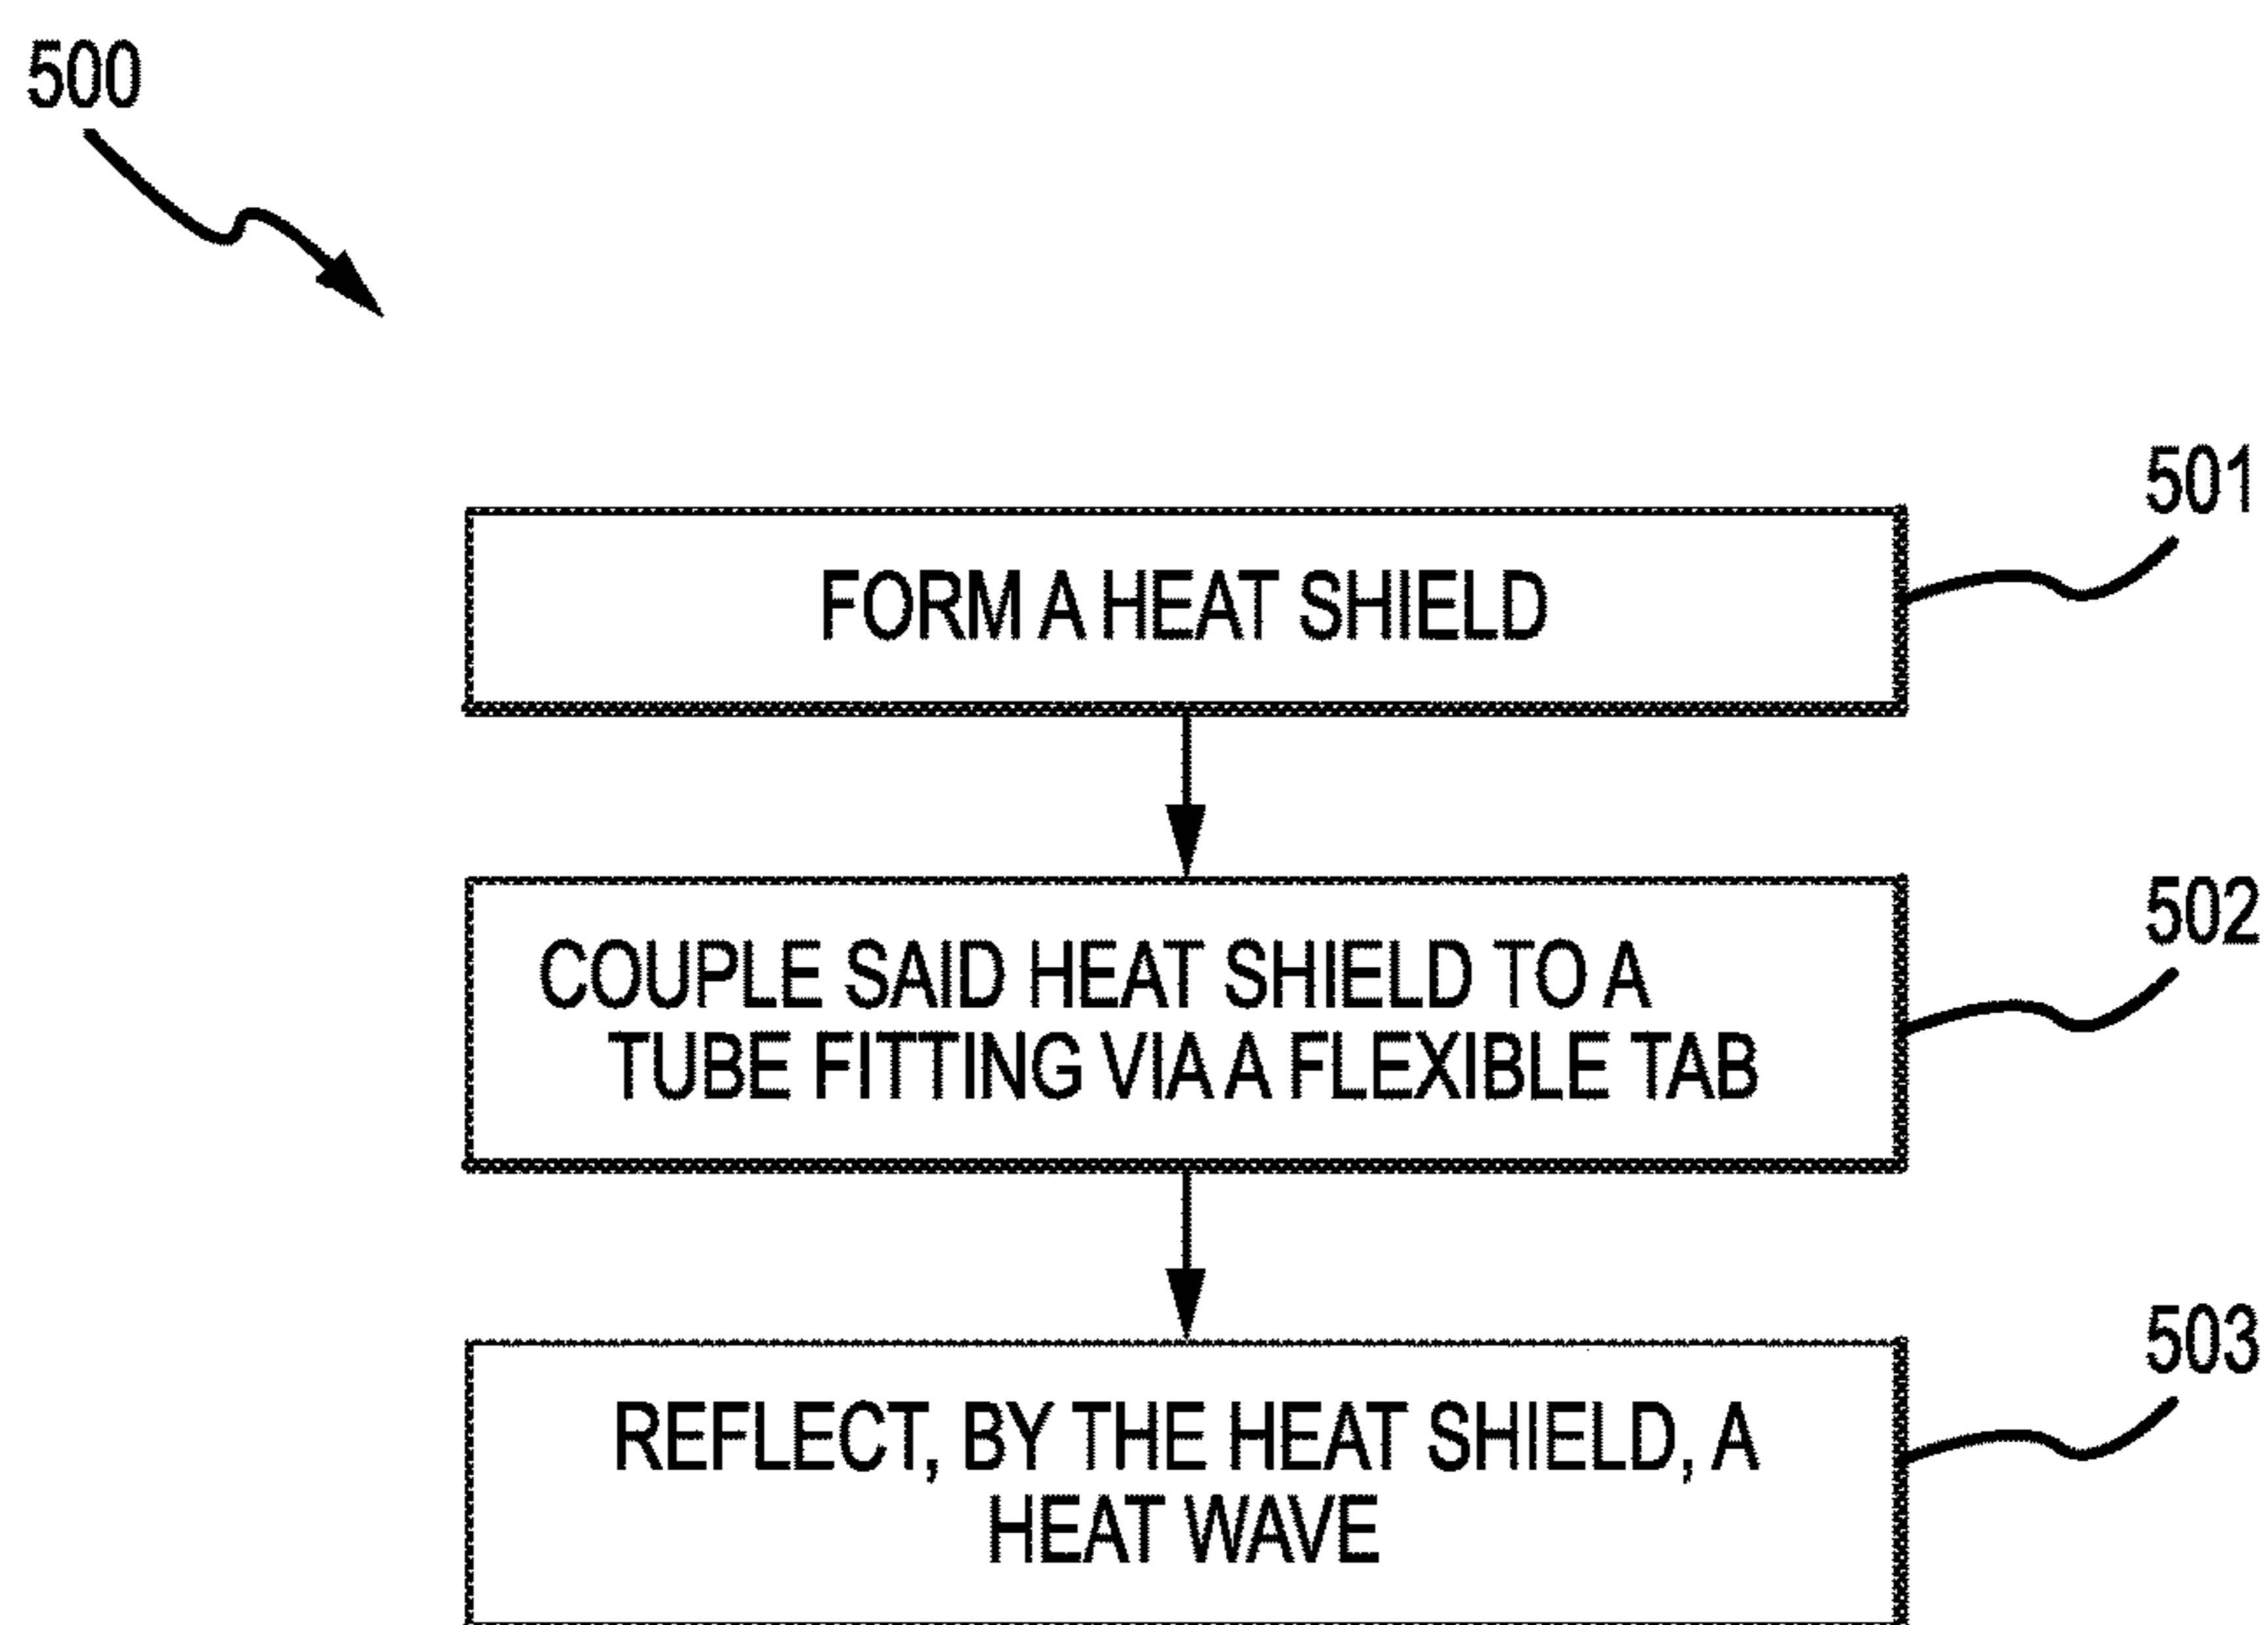 500
501
FORM A HEAT SHIELD
502
COUPLE SAID HEAT SHIELD TO A
TUBE FITTING VIA A FLEXIBLE TAB
503
REFLECT, BY THE HEAT SHIELD, A
HEAT WAVE